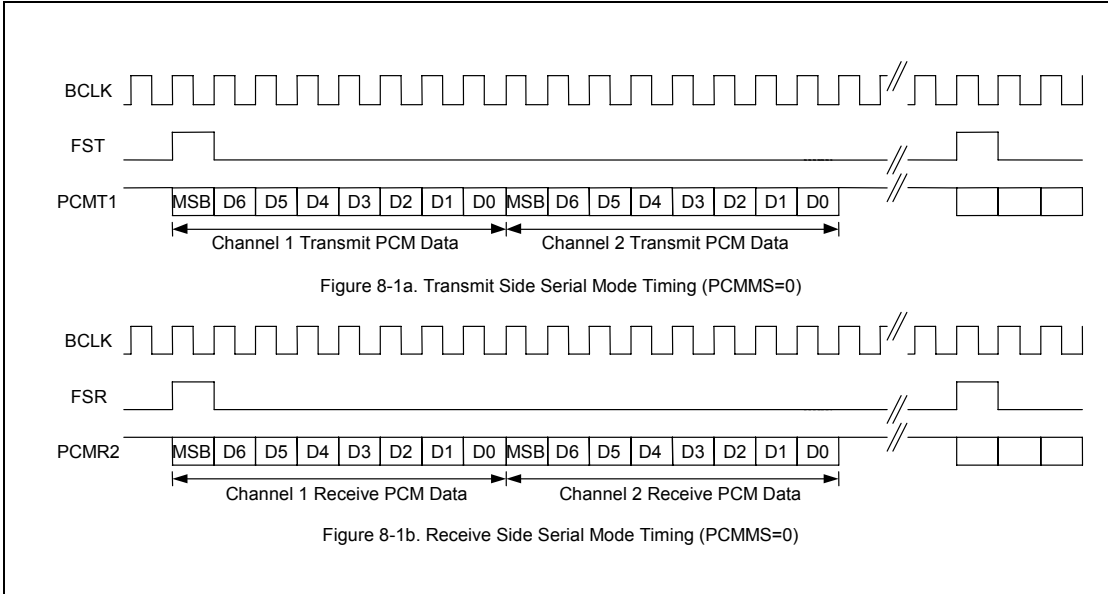 BCLK
FST
PCMT1 MSB D6 D5 D4 D3 D2 D1 D0 MSB D6 D5 D4 D3 D2 D1 D0
Channel 1 Transmit PCM Data Channel 2 Transmit PCM Data
Figure 8-1a. Transmit Side Serial Mode Timing (PCMMS=0)
BCLK
FSR
PCMR2 MSB D6 D5 D4 D3 D2 D1 D0 MSB D6 D5 D4 D3 D2 D1 D0
Channel 1 Receive PCM Data Channel 2 Receive PCM Data
Figure 8-1b. Receive Side Serial Mode Timing (PCMMS=0)